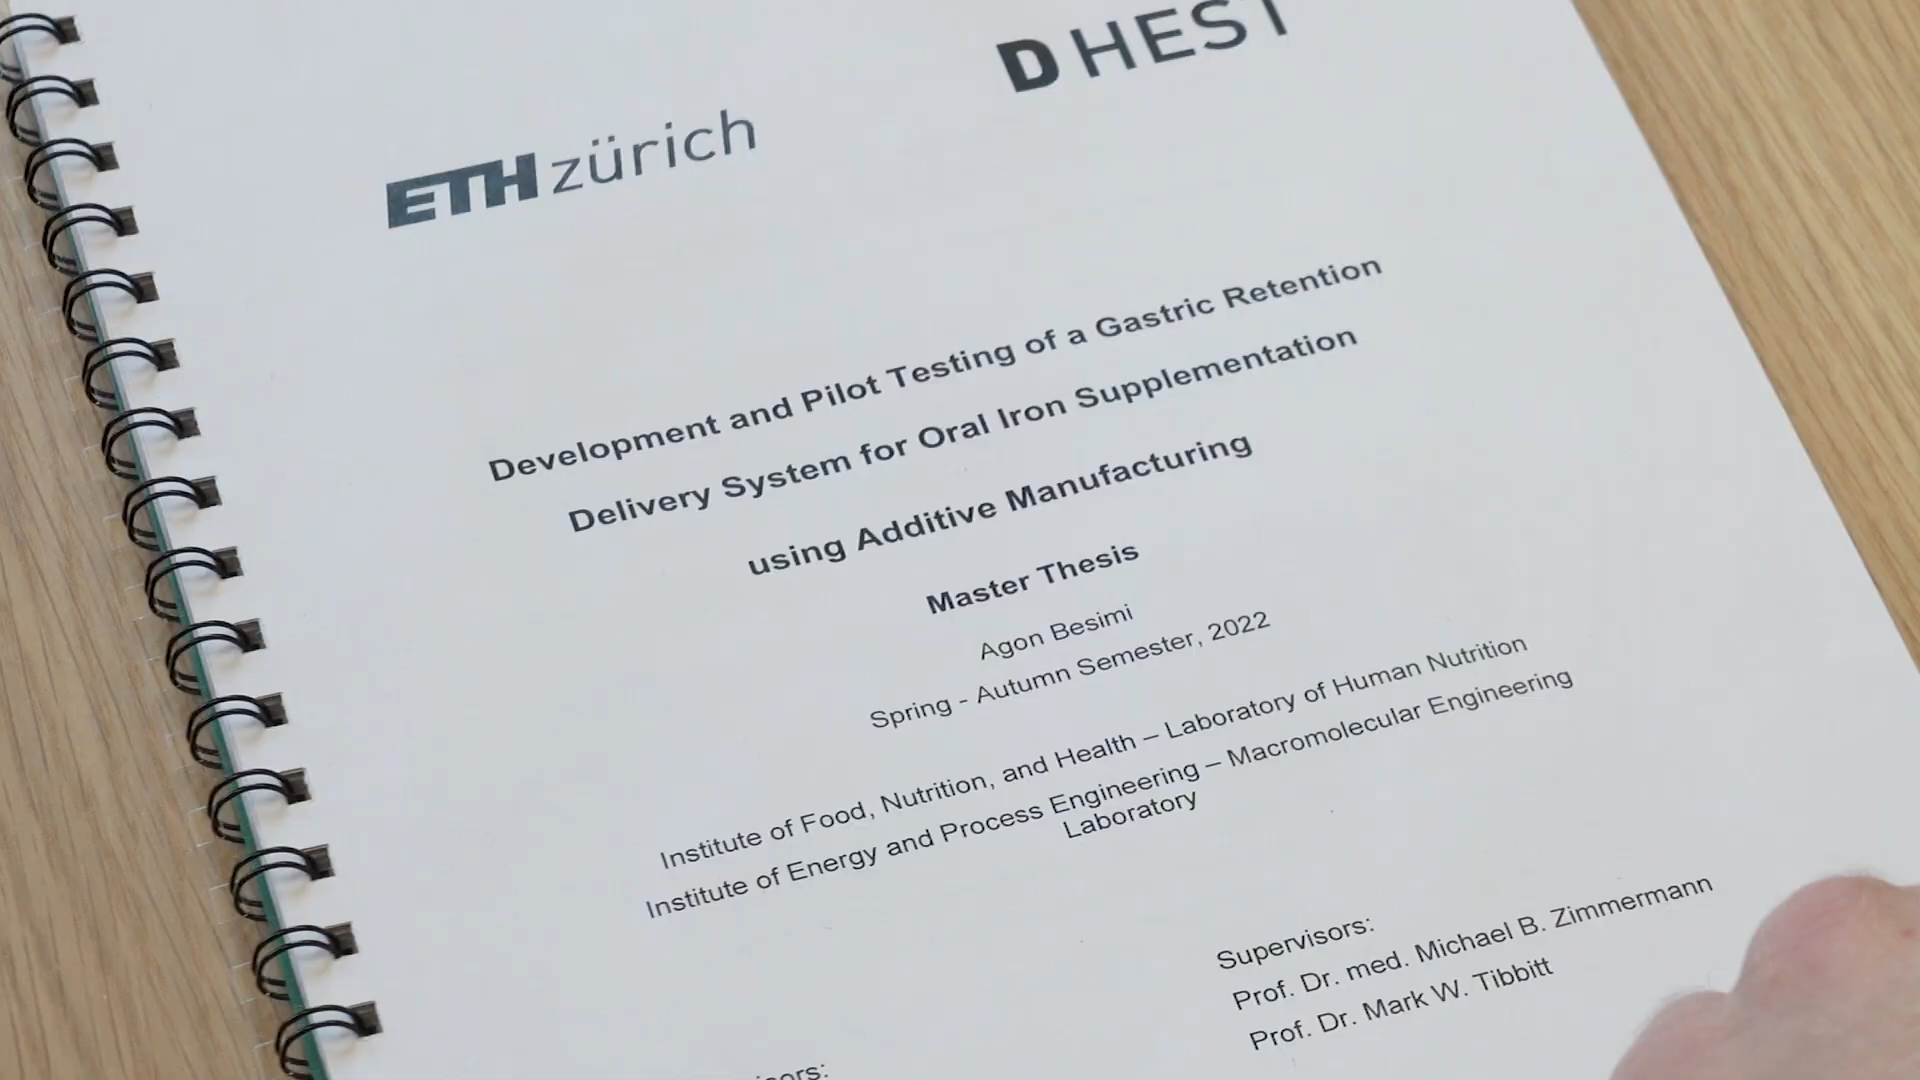 D HEST
ETH zürich
Development and Pilot Testing of a Gastric Retention
Delivery System for Oral Iron Supplementation
using Additive Manufacturing
Master Thesis
Agon Besimi
Spring - Autumn Semester, 2022
Institute of Food, Nutrition, and Health – Laboratory of Human Nutrition
Institute of Energy and Process Engineering – Macromolecular Engineering
Laboratory
Supervisors:
Prof. Dr. med. Michael B. Zimmermann
Prof. Dr. Mark W. Tibbitt